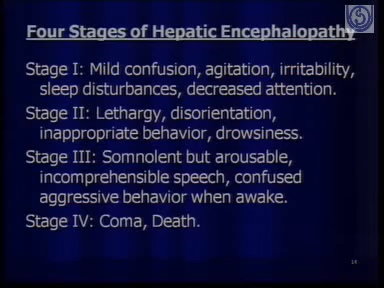 Four Stages of Hepatic Encephalopathy
Stage I: Mild confusion, agitation, irritability,
sleep disturbances, decreased attention.
Stage II: Lethargy, disorientation,
inappropriate behavior, drowsiness.
Stage III: Somnolent but arousable,
incomprehensible speech, confused
aggressive behavior when awake.
Stage IV: Coma, Death.